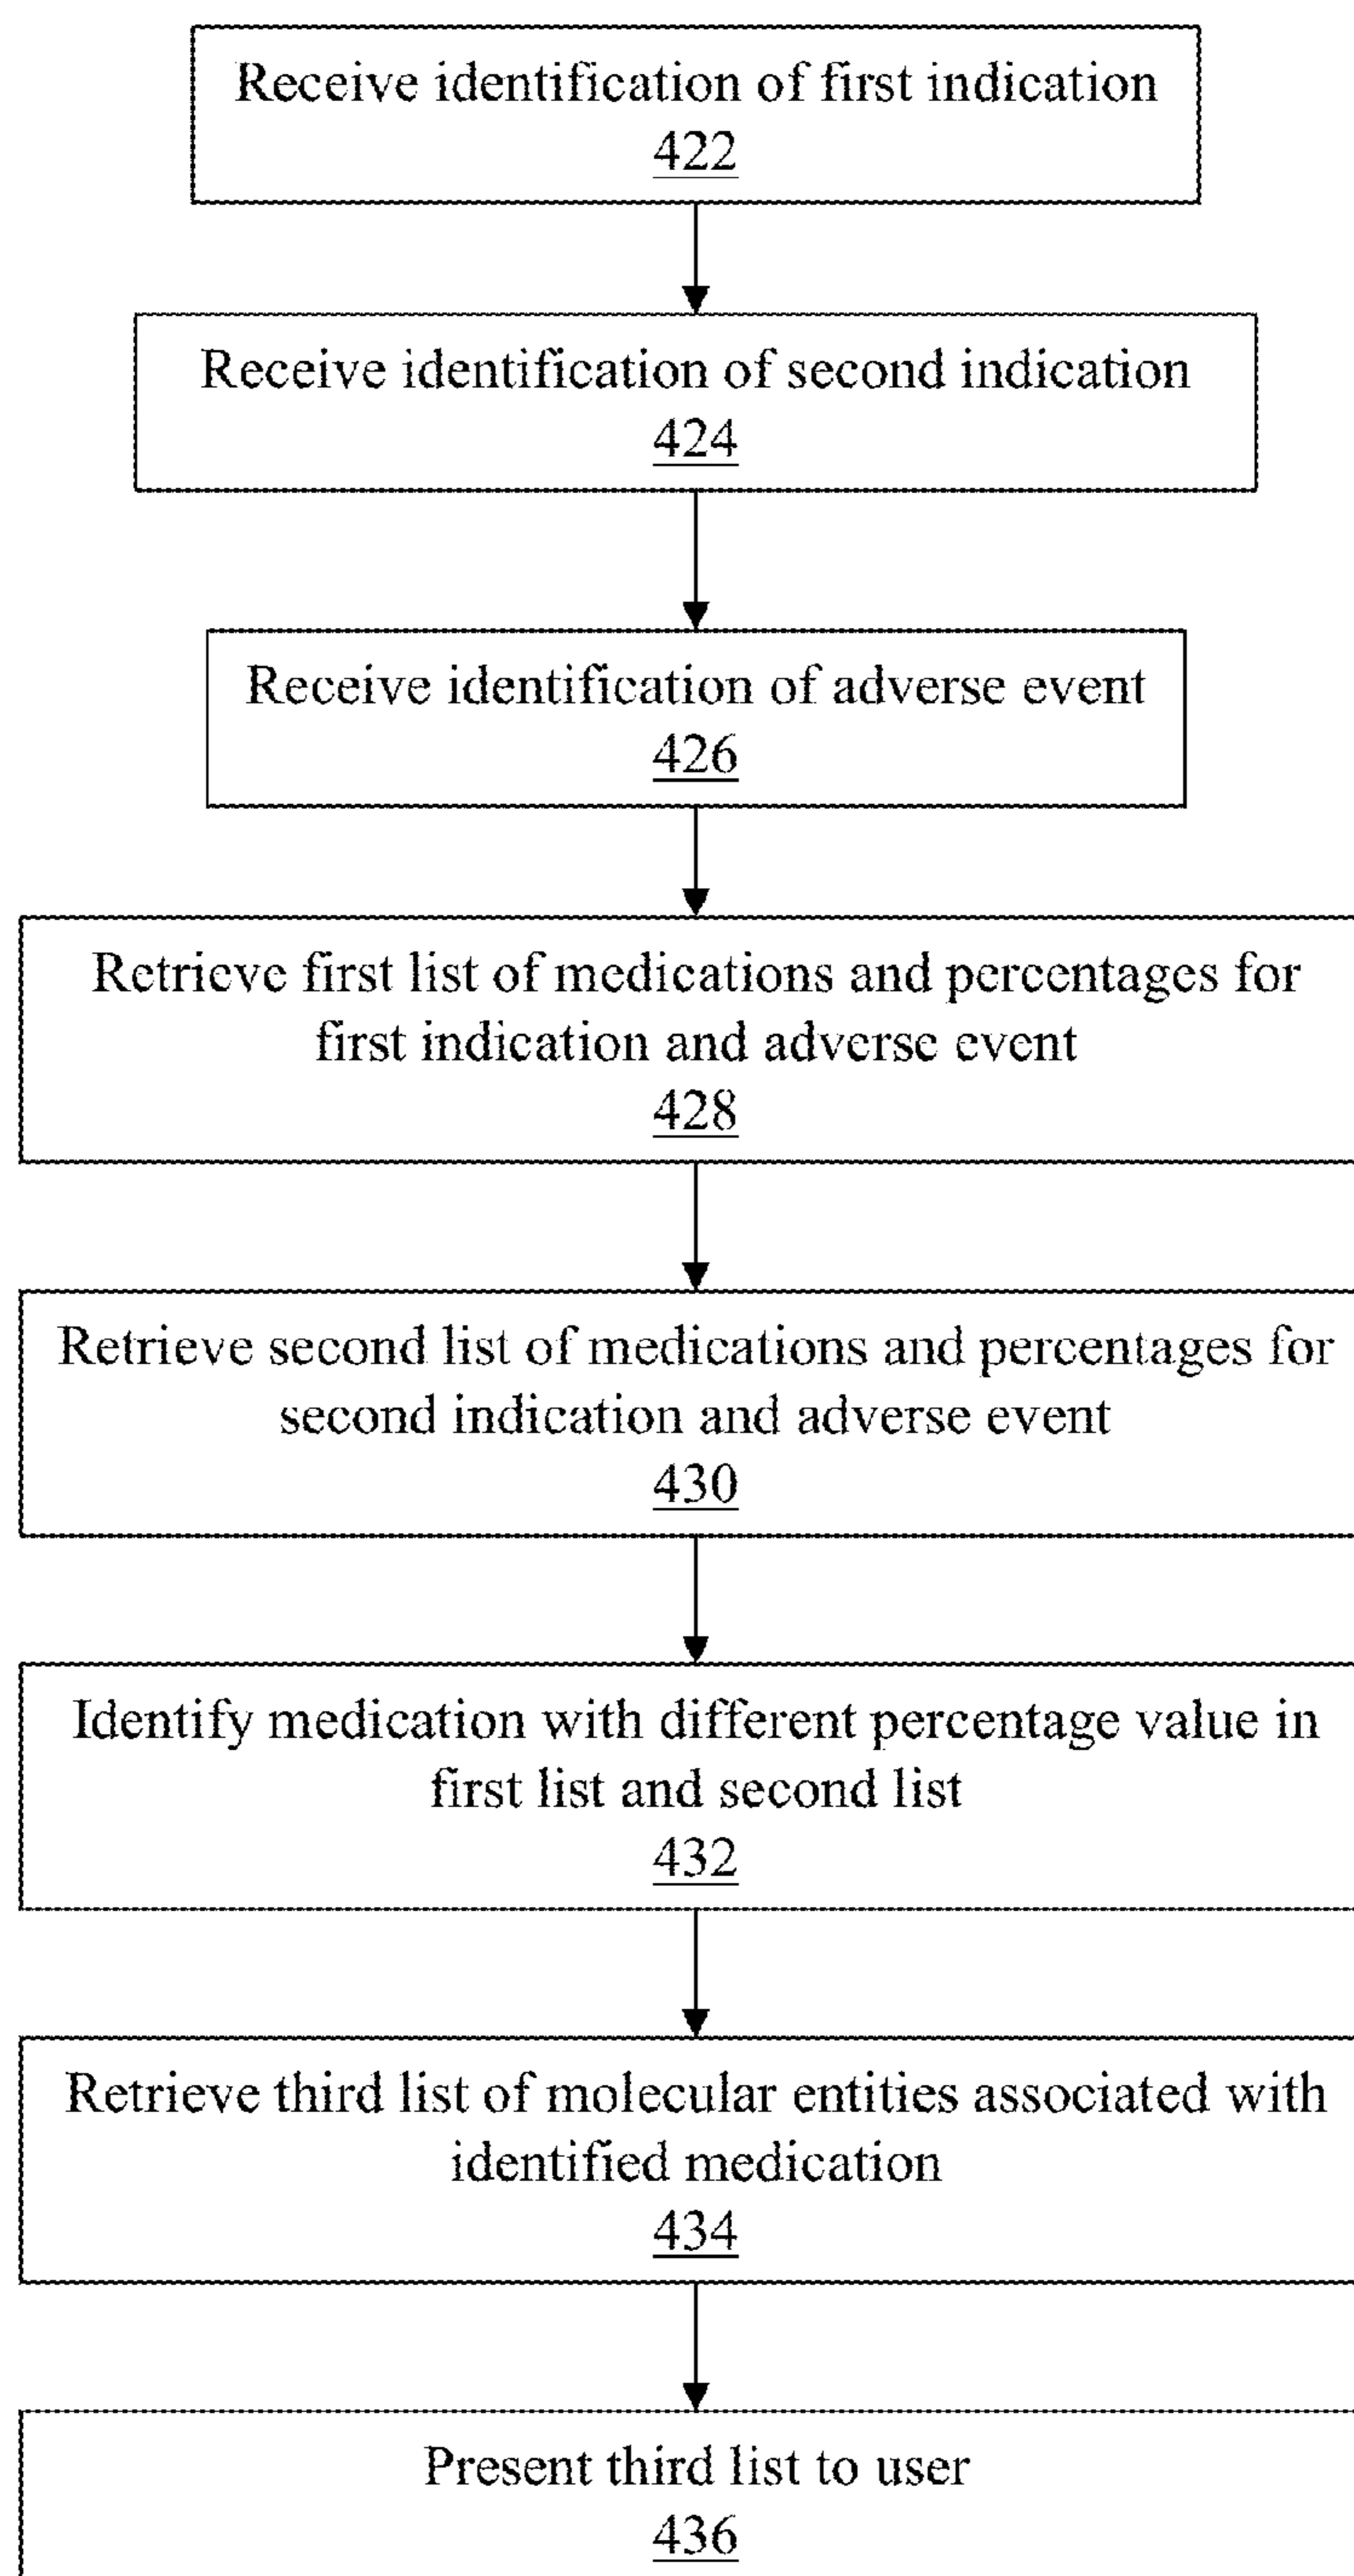 Receive identification of first indication
422
Receive identification of second indication
424
Receive identification of adverse event
426
Retrieve first list of medications and percentages for
first indication and adverse event
428
Retrieve second list of medications and percentages for
second indication and adverse event
430
Identify medication with different percentage value in
first list and second list
432
Retrieve third list of molecular entities associated with
identified medication
434
Present third list to user
436